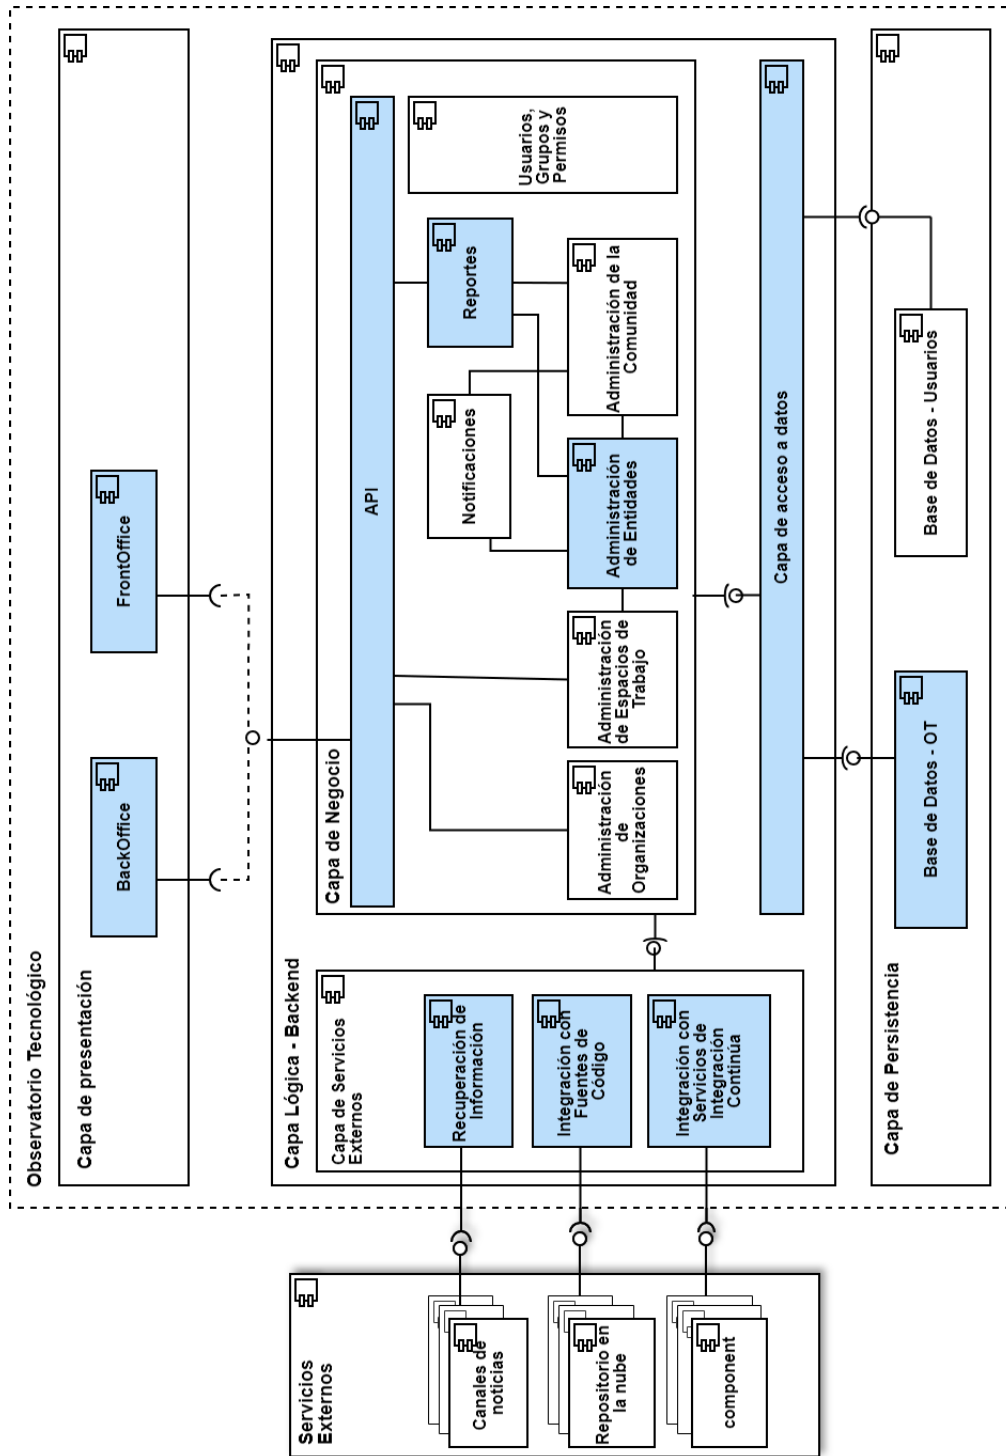 Observatorio Tecnológico
Capa de presentación
BackOffice
FrontOffice
Servicios
Externos
Canales de
noticias
Repositorio en
la nube
component
Capa Lógica - Backend
Capa de Servicios
Externos
Recuperación de
Información
Integración con
Fuentes de
Código
Integración con
Servicios de
Integración
Continúa
Capa de Negocio
API
Notificaciones
Reportes
Usuarios,
Grupos y
Permisos
Administración
de
Organizaciones
Administración
de Espacios de
Trabajo
Administración
de Entidades
Administración de la
Comunidad
Capa de acceso a datos
Capa de Persistencia
Base de Datos - OT
Base de Datos - Usuarios